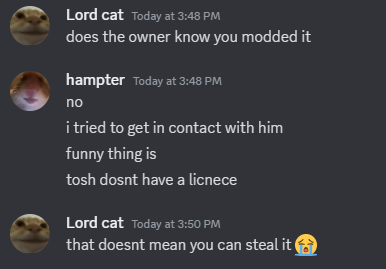 Lord cat Today at 3:48 PM
does the owner know you modded it
hampter Today at 3:48 PM
no
i tried to get in contact with him
funny thing is
tosh dosnt have a licnece
Lord cat Today at 3:50 PM
that doesnt mean you can steal it 😭